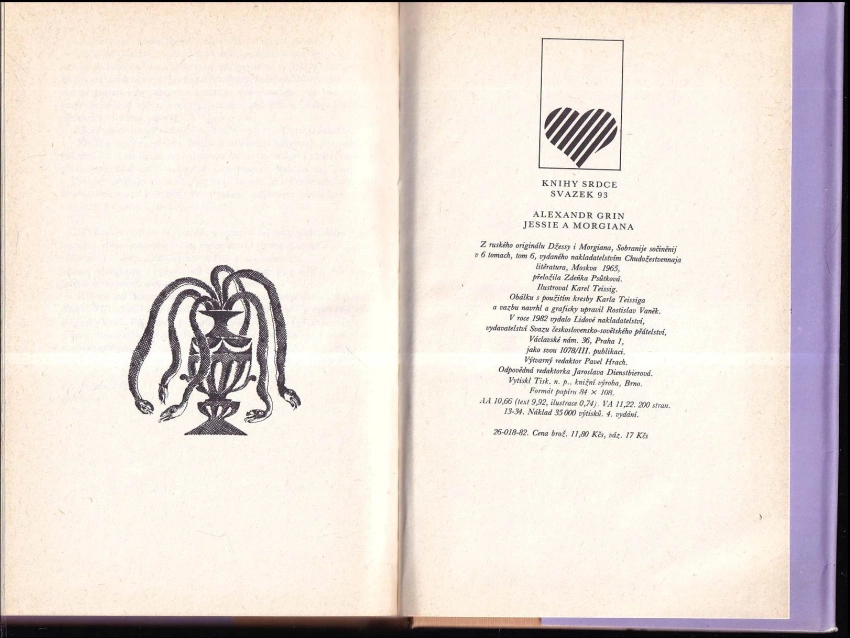 KNIHY SRDCE
SVAZEK 93
ALEXANDR GRIN
JESSIE A MORGIANA
Z ruského originálu Džessy i Morgiana, Sobranije sočiněnij
v 6 tomach, tom 6, vydaného nakladatelstvím Chudožestvennaja
litěratura, Moskva 1965,
přeložila Zdeňka Psůtková.
Ilustroval Karel Teissig.
Obálku s použitím kresby Karla Teissiga
a vazbu navrhl a graficky upravil Rostislav Vaněk.
V roce 1982 vydalo Lidové nakladatelství,
vydavatelství Svazu československo-sovětského přátelství,
Václavské nám. 36, Praha 1,
jako svou 1078/III. publikaci.
Výtvarný redaktor Pavel Hrach.
Odpovědná redaktorka Jaroslava Dienstbierová.
Vytiskl Tisk, n. p., knižní výroba, Brno.
Formát papíru 84 × 108.
AA 10,66 (text 9,92, ilustrace 0,74). VA 11,22. 200 stran.
13-34. Náklad 35 000 výtisků. 4. vydání.
26-018-82. Cena brož. 11,80 Kčs, váz. 17 Kčs